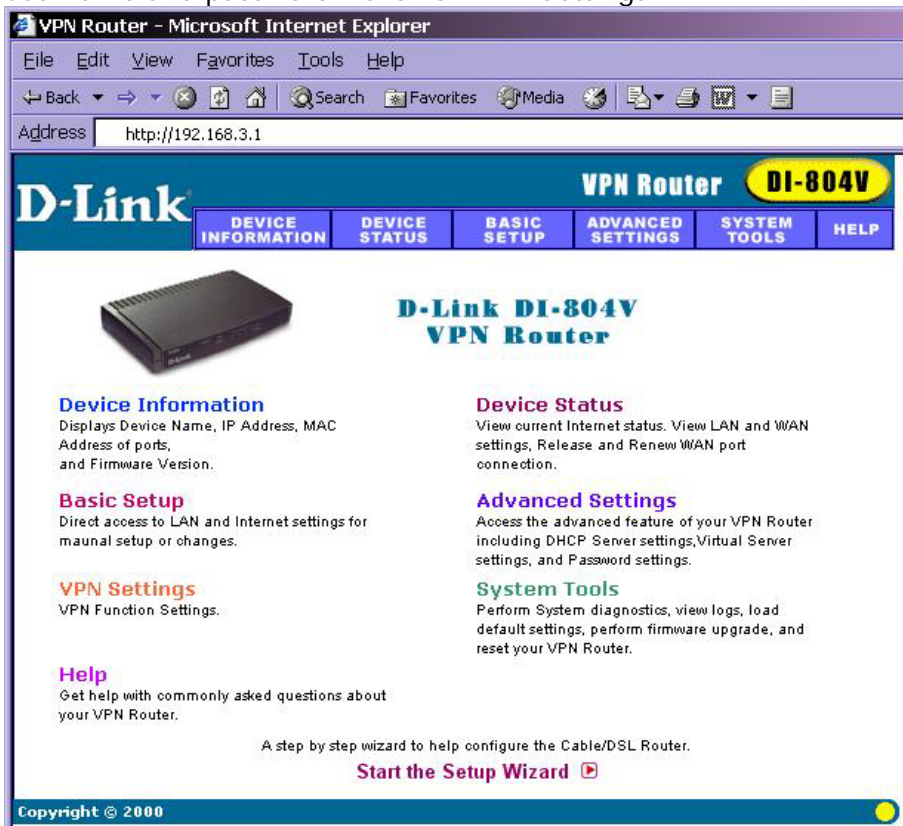 VPN Router - Microsoft Internet Explorer
File Edit View Favorites Tools Help
Back Search Favorites Media
Address http://192.168.3.1
D-Link
VPN Router DI-804V
DEVICE INFORMATION DEVICE STATUS BASIC SETUP ADVANCED SETTINGS SYSTEM TOOLS HELP
D-Link DI-804V
VPN Router
Device Information
Displays Device Name, IP Address, MAC
Address of ports,
and Firmware Version.
Device Status
View current Internet status. View LAN and WAN
settings, Release and Renew WAN port
connection.
Basic Setup
Direct access to LAN and Internet settings for
maunal setup or changes.
Advanced Settings
Access the advanced feature of your VPN Router
including DHCP Server settings,Virtual Server
settings, and Password settings.
VPN Settings
VPN Function Settings.
System Tools
Perform System diagnostics, view logs, load
default settings, perform firmware upgrade, and
reset your VPN Router.
Help
Get help with commonly asked questions about
your VPN Router.
A step by step wizard to help configure the Cable/DSL Router.
Start the Setup Wizard
Copyright © 2000